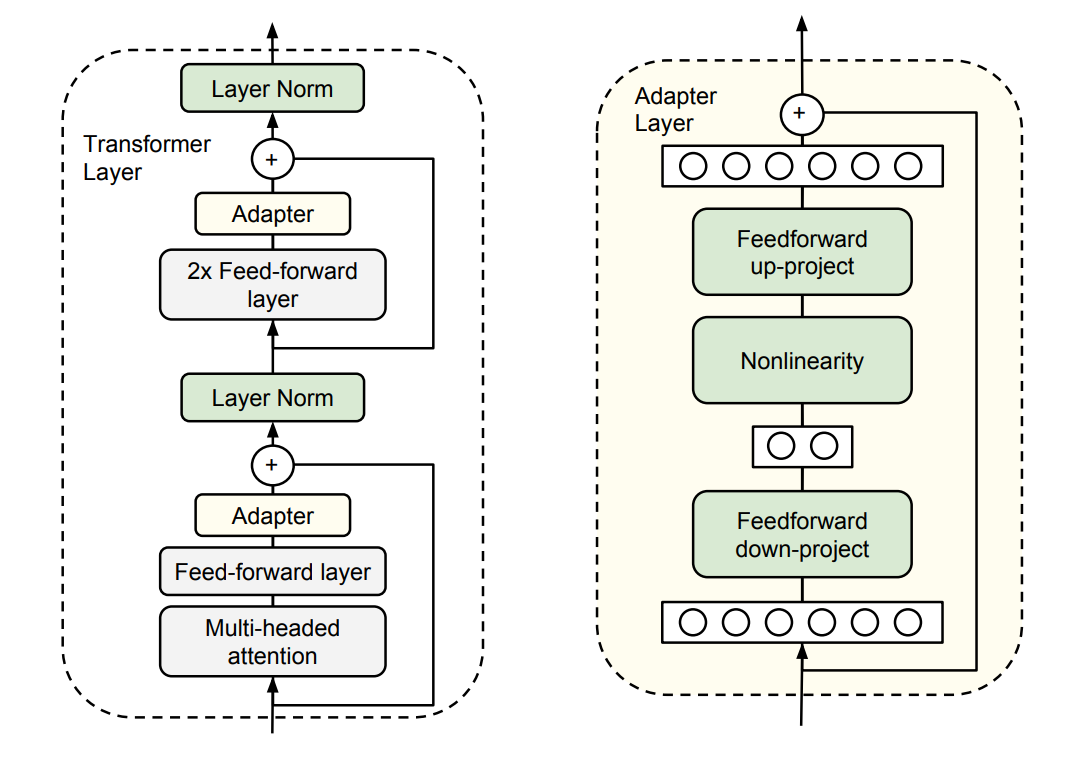 Layer Norm
Transformer
Layer
+
Adapter
2x Feed-forward
layer
Layer Norm
+
Adapter
Feed-forward layer
Multi-headed
attention
Adapter
Layer
+
Feedforward
up-project
Nonlinearity
Feedforward
down-project